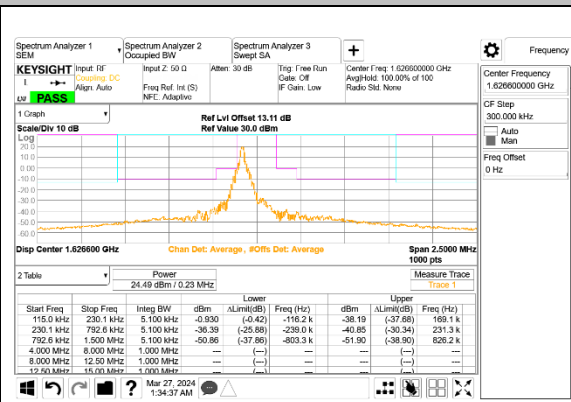 Spectrum Analyzer 1
SEM
Spectrum Analyzer 2
Occupied BW
Spectrum Analyzer 3
Swept SA
Frequency
KEYSIGHT
Input: RF
Coupling: DC
Align: Auto
Input Z: 50 Ω
Freq Ref: Int (S)
NFE: Adaptive
Atten: 30 dB
Trig: Free Run
Gate: Off
IF Gain: Low
Center Freq: 1.626600000 GHz
Avg|Hold: 100.00% of 100
Radio Std: None
PASS
Center Frequency
1.626600000 GHz
CF Step
300.000 kHz
Auto
Man
Freq Offset
0 Hz
1 Graph
Scale/Div 10 dB
Ref Lvl Offset 13.11 dB
Ref Value 30.0 dBm
Log
20.0
10.0
0.00
-10.0
-20.0
-30.0
-40.0
-50.0
-60.0
Disp Center 1.626600 GHz
Chan Det: Average, #Offs Det: Average
Span 2.5000 MHz
1000 pts
2 Table
Power
24.49 dBm / 0.23 MHz
Measure Trace
Trace 1
Lower Upper
Start Freq Stop Freq Integ BW dBm ΔLimit(dB) Freq (Hz) dBm ΔLimit(dB) Freq (Hz)
115.0 kHz 230.1 kHz 5.100 kHz -0.930 (-0.42) -116.2 k -38.19 (-37.68) 169.1 k
230.1 kHz 792.6 kHz 5.100 kHz -36.39 (-25.88) -239.0 k -40.85 (-30.34) 231.3 k
792.6 kHz 1.500 MHz 5.100 kHz -50.86 (-37.86) -803.3 k -51.90 (-38.90) 826.2 k
4.000 MHz 8.000 MHz 1.000 MHz --- (---) --- --- (---) ---
8.000 MHz 12.50 MHz 1.000 MHz --- (---) --- --- (---) ---
12.50 MHz 15.00 MHz 1.000 MHz --- (---) --- --- (---) ---
Mar 27, 2024
1:34:37 AM